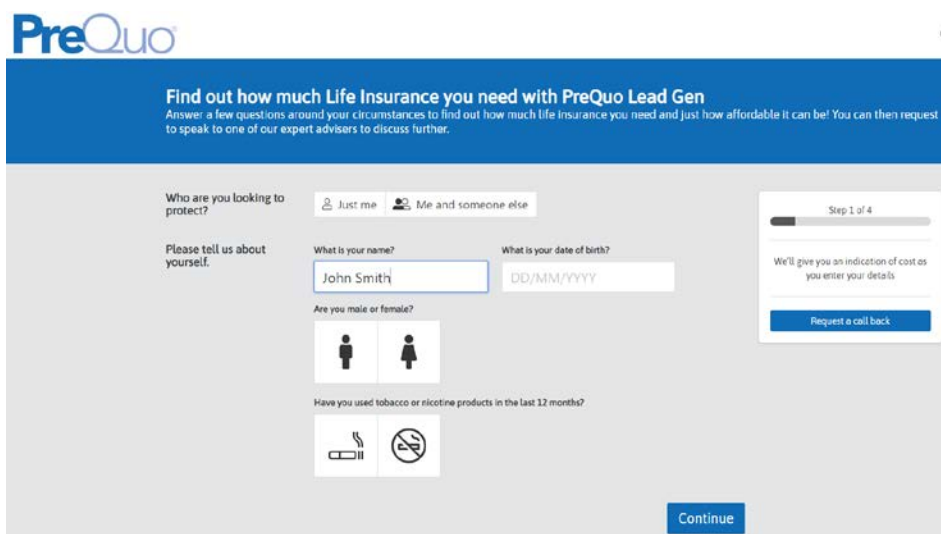 PreQuo
Find out how much Life Insurance you need with PreQuo Lead Gen
Answer a few questions around your circumstances to find out how much life insurance you need and just how affordable it can be! You can then request
to speak to one of our expert advisers to discuss further.
Who are you looking to
protect?
Just me
Me and someone else
Step 1 of 4
Please tell us about
yourself.
What is your name?
What is your date of birth?
John Smith
DD/MM/YYYY
We'll give you an indication of cost as
you enter your details
Are you male or female?
Request a call back
Have you used tobacco or nicotine products in the last 12 months?
Continue